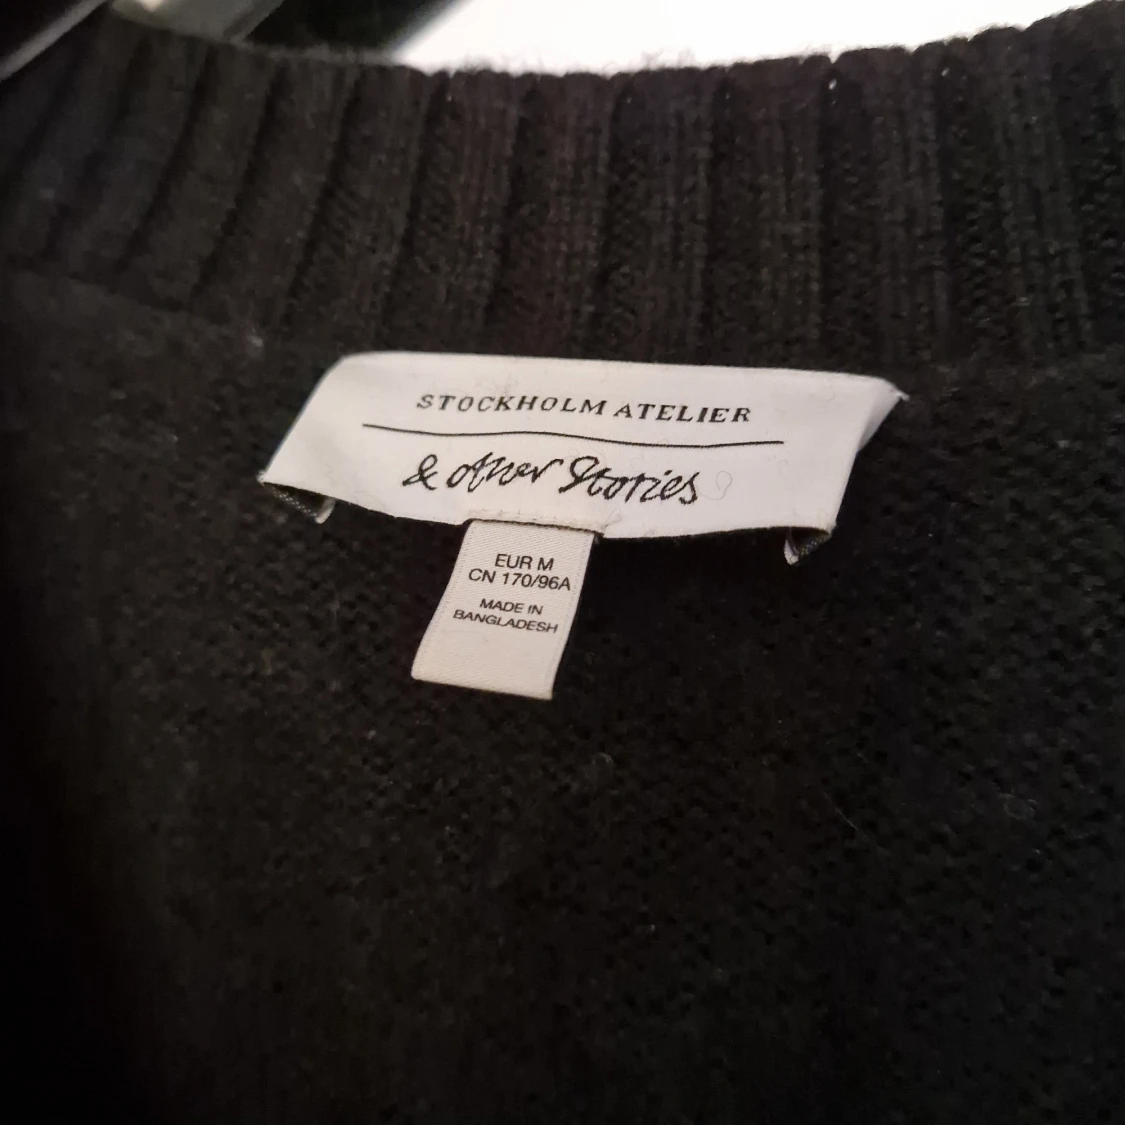 STOCKHOLM ATELIER
& other Stories
EUR M
CN 170/96A
MADE IN
BANGLADESH